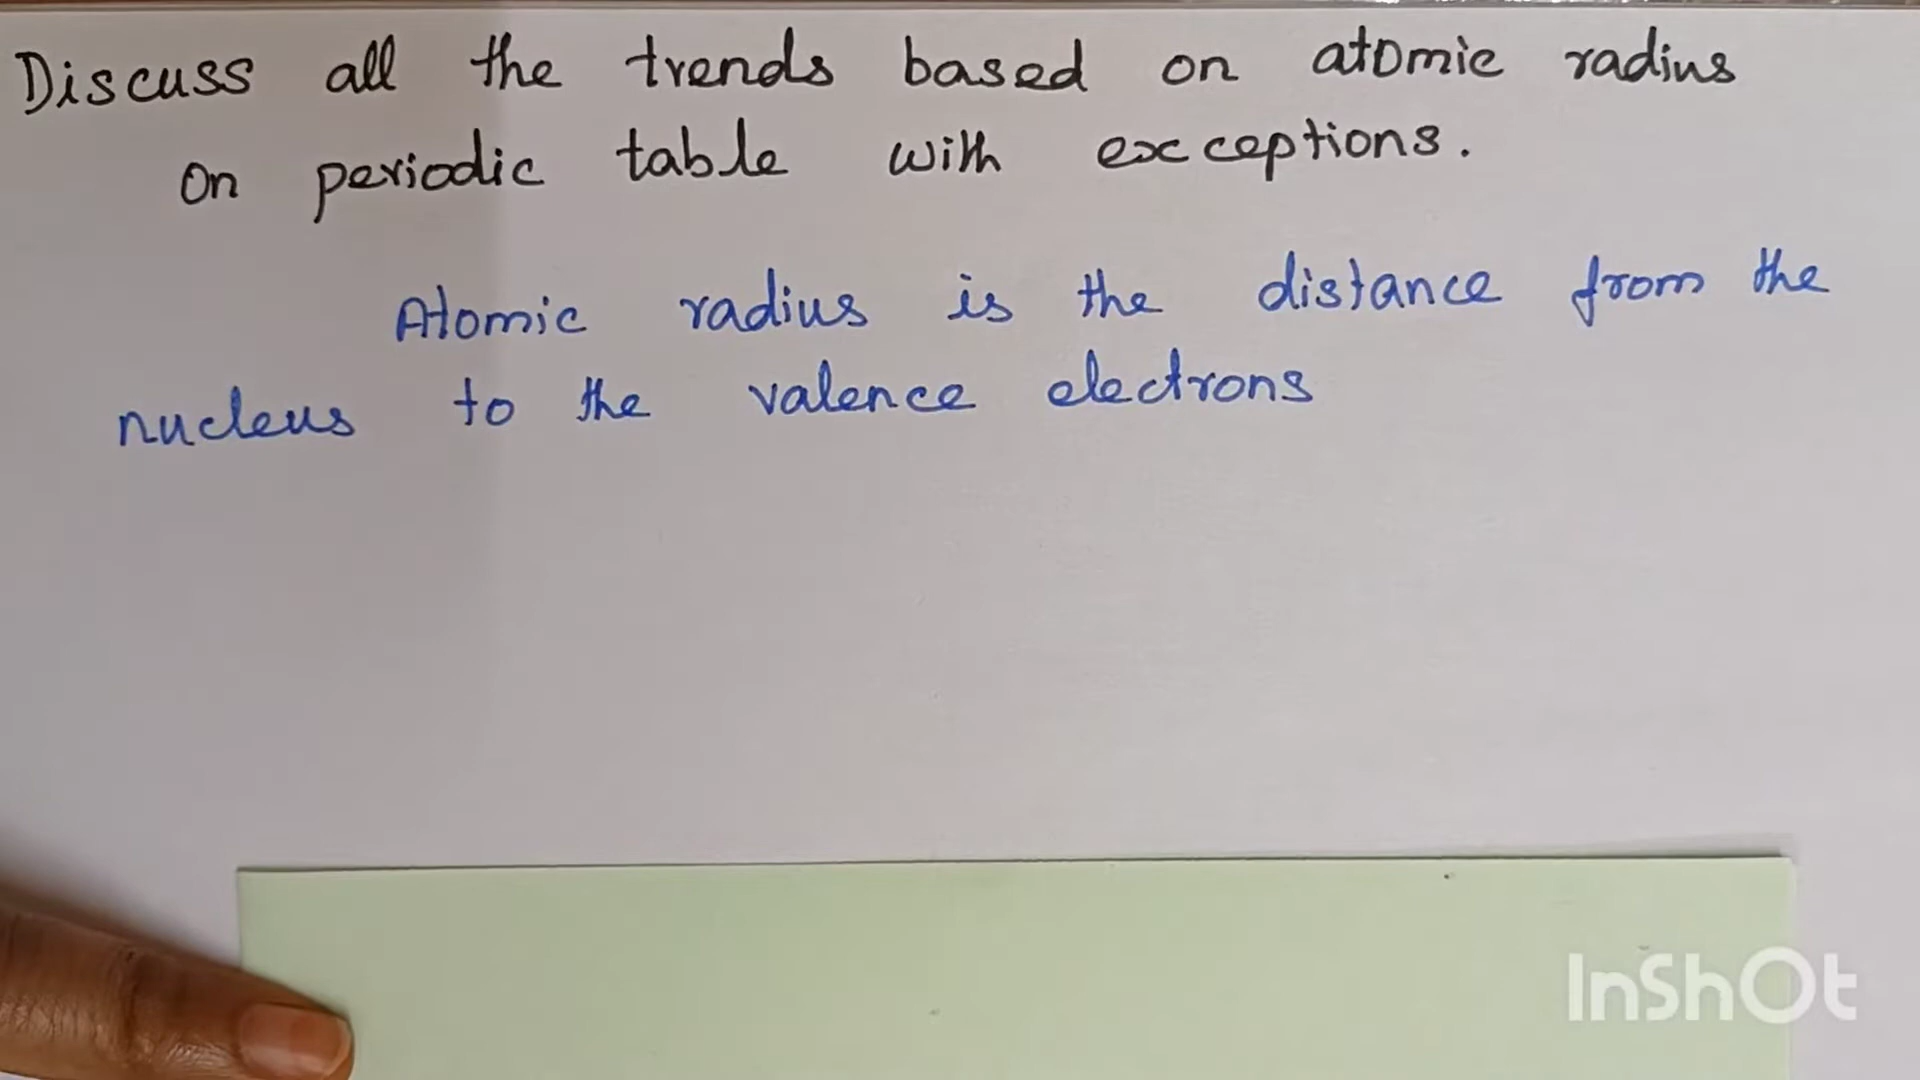 Discuss all the trends based on atomic radius
on periodic table with exceptions.
Atomic radius is the distance from the
nucleus to the valence electrons
InShOt